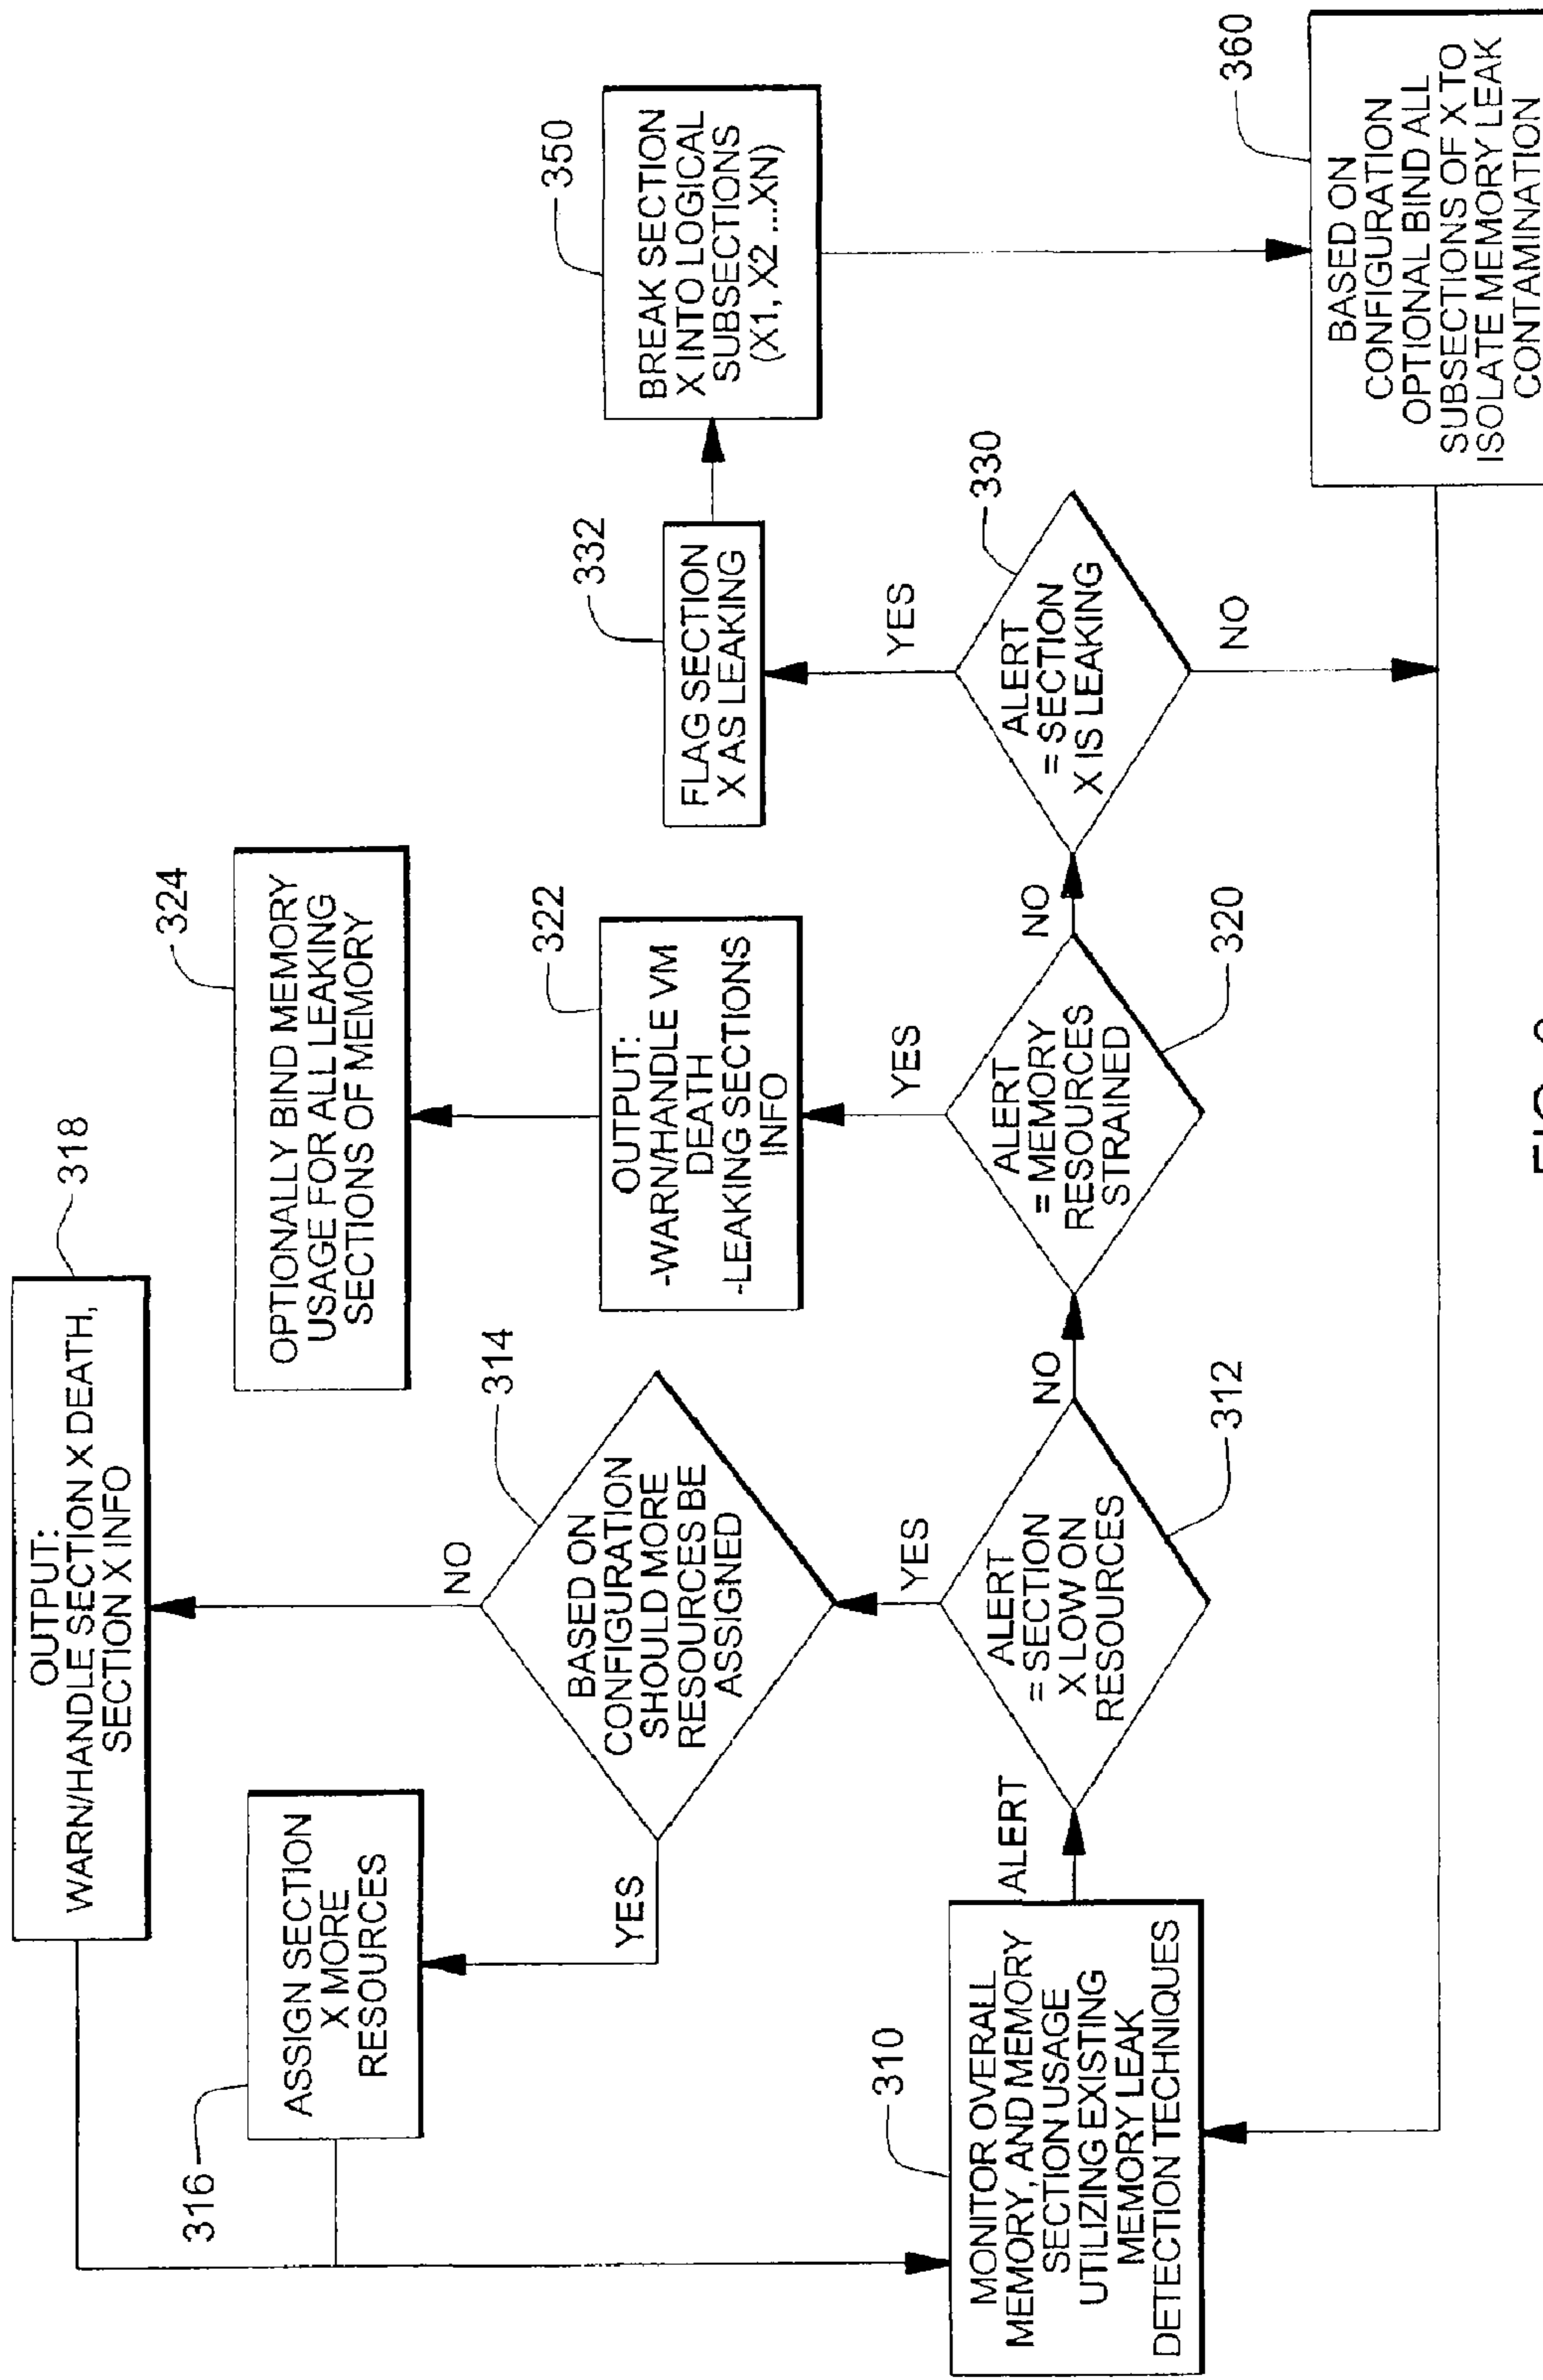 OUTPUT:
WARN/HANDLE SECTION X DEATH,
SECTION X INFO
318
ASSIGN SECTION
X MORE
RESOURCES
316
YES
NO
BASED ON
CONFIGURATION
SHOULD MORE
RESOURCES BE
ASSIGNED
314
OPTIONALLY BIND MEMORY
USAGE FOR ALL LEAKING
SECTIONS OF MEMORY
324
OUTPUT:
-WARN/HANDLE VM
DEATH
-LEAKING SECTIONS
INFO
322
FLAG SECTION
X AS LEAKING
332
BREAK SECTION
X INTO LOGICAL
SUBSECTIONS
(X1, X2 ...XN)
350
310
MONITOR OVERALL
MEMORY, AND MEMORY
SECTION USAGE
UTILIZING EXISTING
MEMORY LEAK
DETECTION TECHNIQUES
ALERT
YES
ALERT
= SECTION
X LOW ON
RESOURCES
312
NO
YES
ALERT
= MEMORY
RESOURCES
STRAINED
320
NO
YES
ALERT
= SECTION
X IS LEAKING
330
NO
BASED ON
CONFIGURATION
OPTIONAL BIND ALL
SUBSECTIONS OF X TO
ISOLATE MEMORY LEAK
CONTAMINATION
360